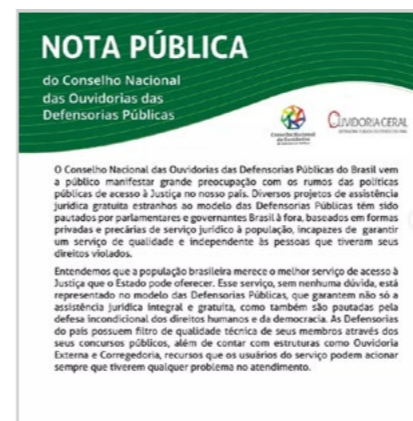 NOTA PÚBLICA
do Conselho Nacional
das Ouvidorias das
Defensorias Públicas
Conselho Nacional
de Ouvidorias
OUVIDORIA GERAL
O Conselho Nacional das Ouvidorias das Defensorias Públicas do Brasil vem
a público manifestar grande preocupação com os rumos das políticas
públicas de acesso à Justiça no nosso país. Diversos projetos de assistência
jurídica gratuita estranhos ao modelo das Defensorias Públicas têm sido
pautados por parlamentares e governantes Brasil à fora, baseados em formas
privadas e precárias de serviço jurídico à população, incapazes de garantir
um serviço de qualidade e independente às pessoas que tiveram seus
direitos violados.
Entendemos que a população brasileira merece o melhor serviço de acesso à
Justiça que o Estado pode oferecer. Esse serviço, sem nenhuma dúvida, está
representado no modelo das Defensorias Públicas, que garantem não só a
assistência jurídica integral e gratuita, como também são pautadas pela
defesa incondicional dos direitos humanos e da democracia. As Defensorias
do país possuem filtro de qualidade técnica de seus membros através dos
seus concursos públicos, além de contar com estruturas como Ouvidoria
Externa e Corregedoria, recursos que os usuários do serviço podem acionar
sempre que tiverem qualquer problema no atendimento.